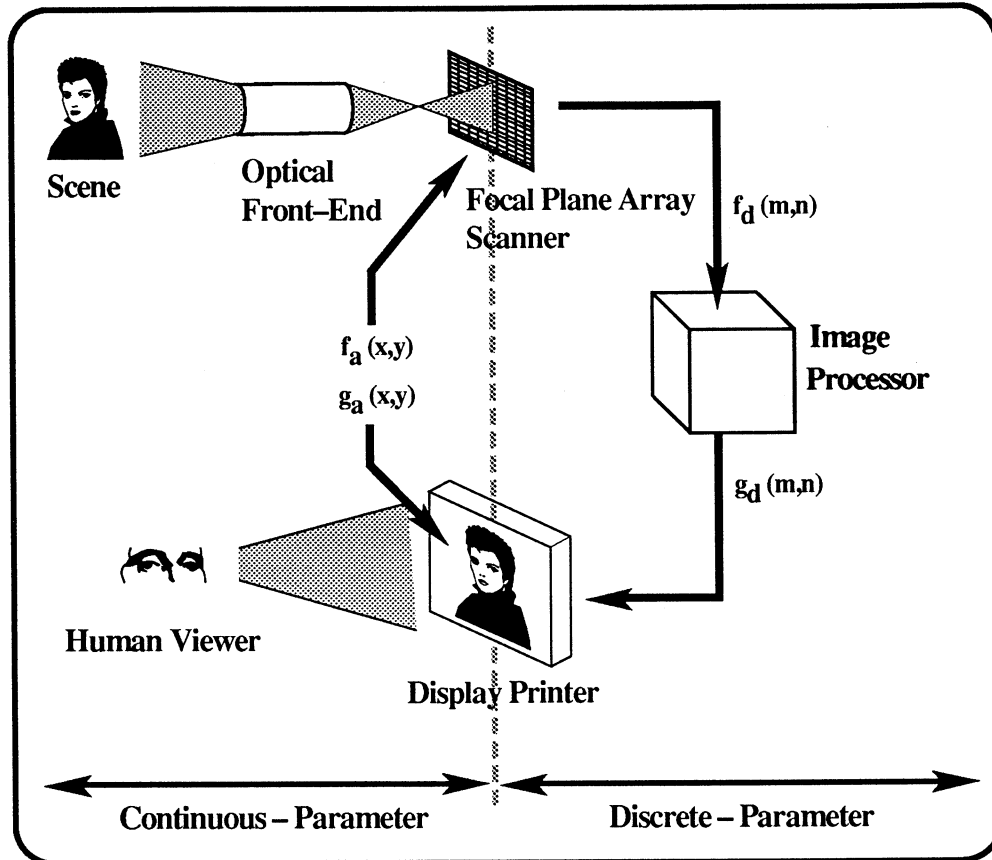 Scene
Optical
Front–End
Focal Plane Array
Scanner
f_d (m,n)
f_a (x,y)
g_a (x,y)
Image
Processor
g_d (m,n)
Human Viewer
Display Printer
Continuous – Parameter
Discrete – Parameter